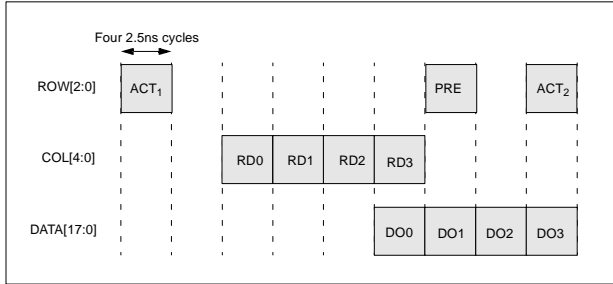 Four 2.5ns cycles
ROW[2:0] ACT1 PRE ACT2
COL[4:0] RD0 RD1 RD2 RD3
DATA[17:0] DO0 DO1 DO2 DO3